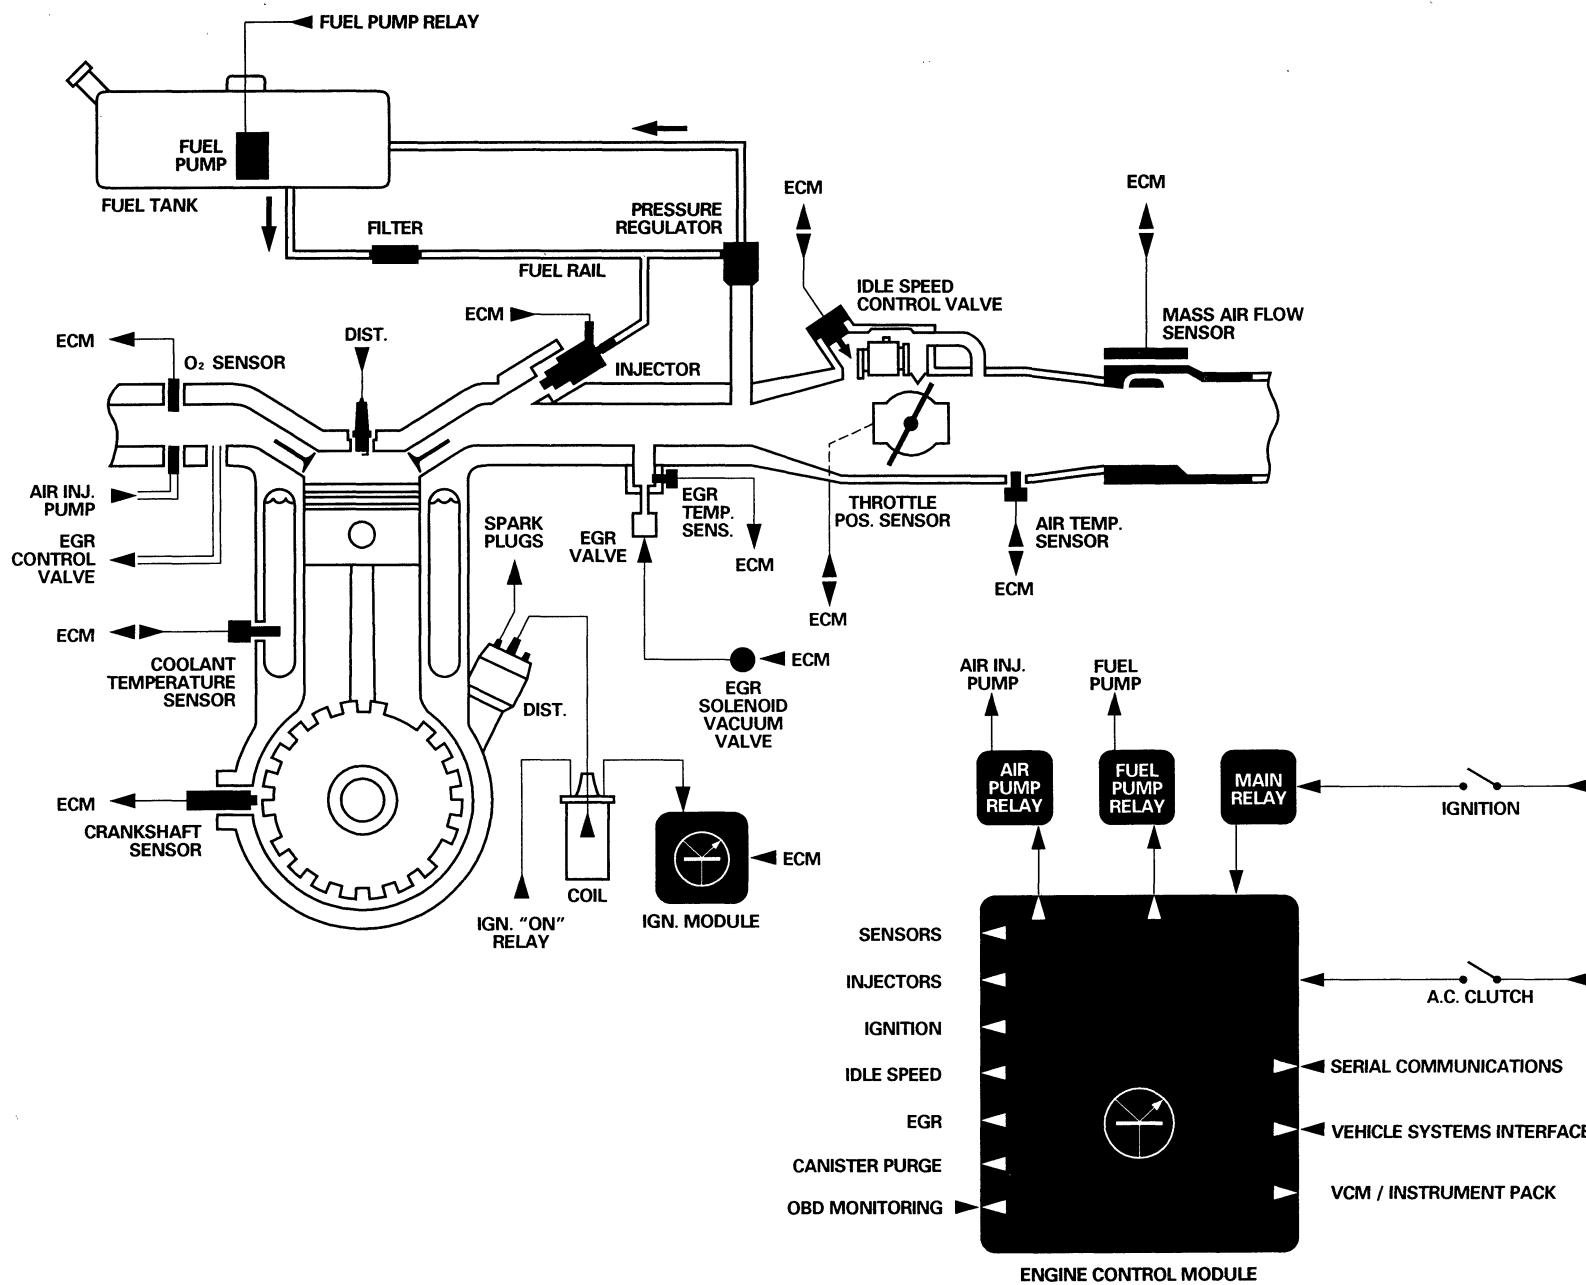 FUEL PUMP RELAY
FUEL
PUMP
FUEL TANK
FILTER
FUEL RAIL
PRESSURE
REGULATOR
ECM
ECM
IDLE SPEED
CONTROL VALVE
MASS AIR FLOW
SENSOR
ECM
DIST.
ECM
O₂ SENSOR
INJECTOR
AIR INJ.
PUMP
EGR
CONTROL
VALVE
SPARK
PLUGS
EGR
VALVE
EGR
TEMP.
SENS.
ECM
THROTTLE
POS. SENSOR
ECM
AIR TEMP.
SENSOR
ECM
ECM
COOLANT
TEMPERATURE
SENSOR
DIST.
ECM
EGR
SOLENOID
VACUUM
VALVE
ECM
CRANKSHAFT
SENSOR
IGN. "ON"
RELAY
COIL
ECM
IGN. MODULE
AIR INJ.
PUMP
FUEL
PUMP
AIR
PUMP
RELAY
FUEL
PUMP
RELAY
MAIN
RELAY
IGNITION
A.C. CLUTCH
SENSORS
INJECTORS
IGNITION
IDLE SPEED
EGR
CANISTER PURGE
OBD MONITORING
SERIAL COMMUNICATIONS
VEHICLE SYSTEMS INTERFACE
VCM / INSTRUMENT PACK
ENGINE CONTROL MODULE